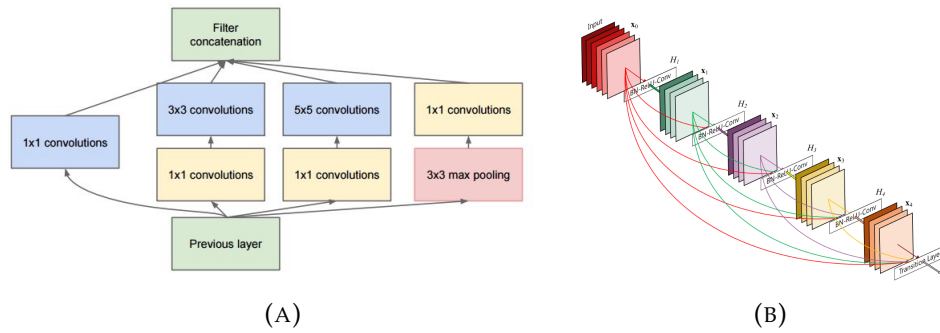 Filter
concatenation
3x3 convolutions
5x5 convolutions
1x1 convolutions
1x1 convolutions
1x1 convolutions
1x1 convolutions
3x3 max pooling
Previous layer
(A)
Input
x₀
H₁
BN-ReLU-Conv
x₁
H₂
BN-ReLU-Conv
x₂
H₃
BN-ReLU-Conv
x₃
H₄
BN-ReLU-Conv
x₄
Transition Layer
(B)